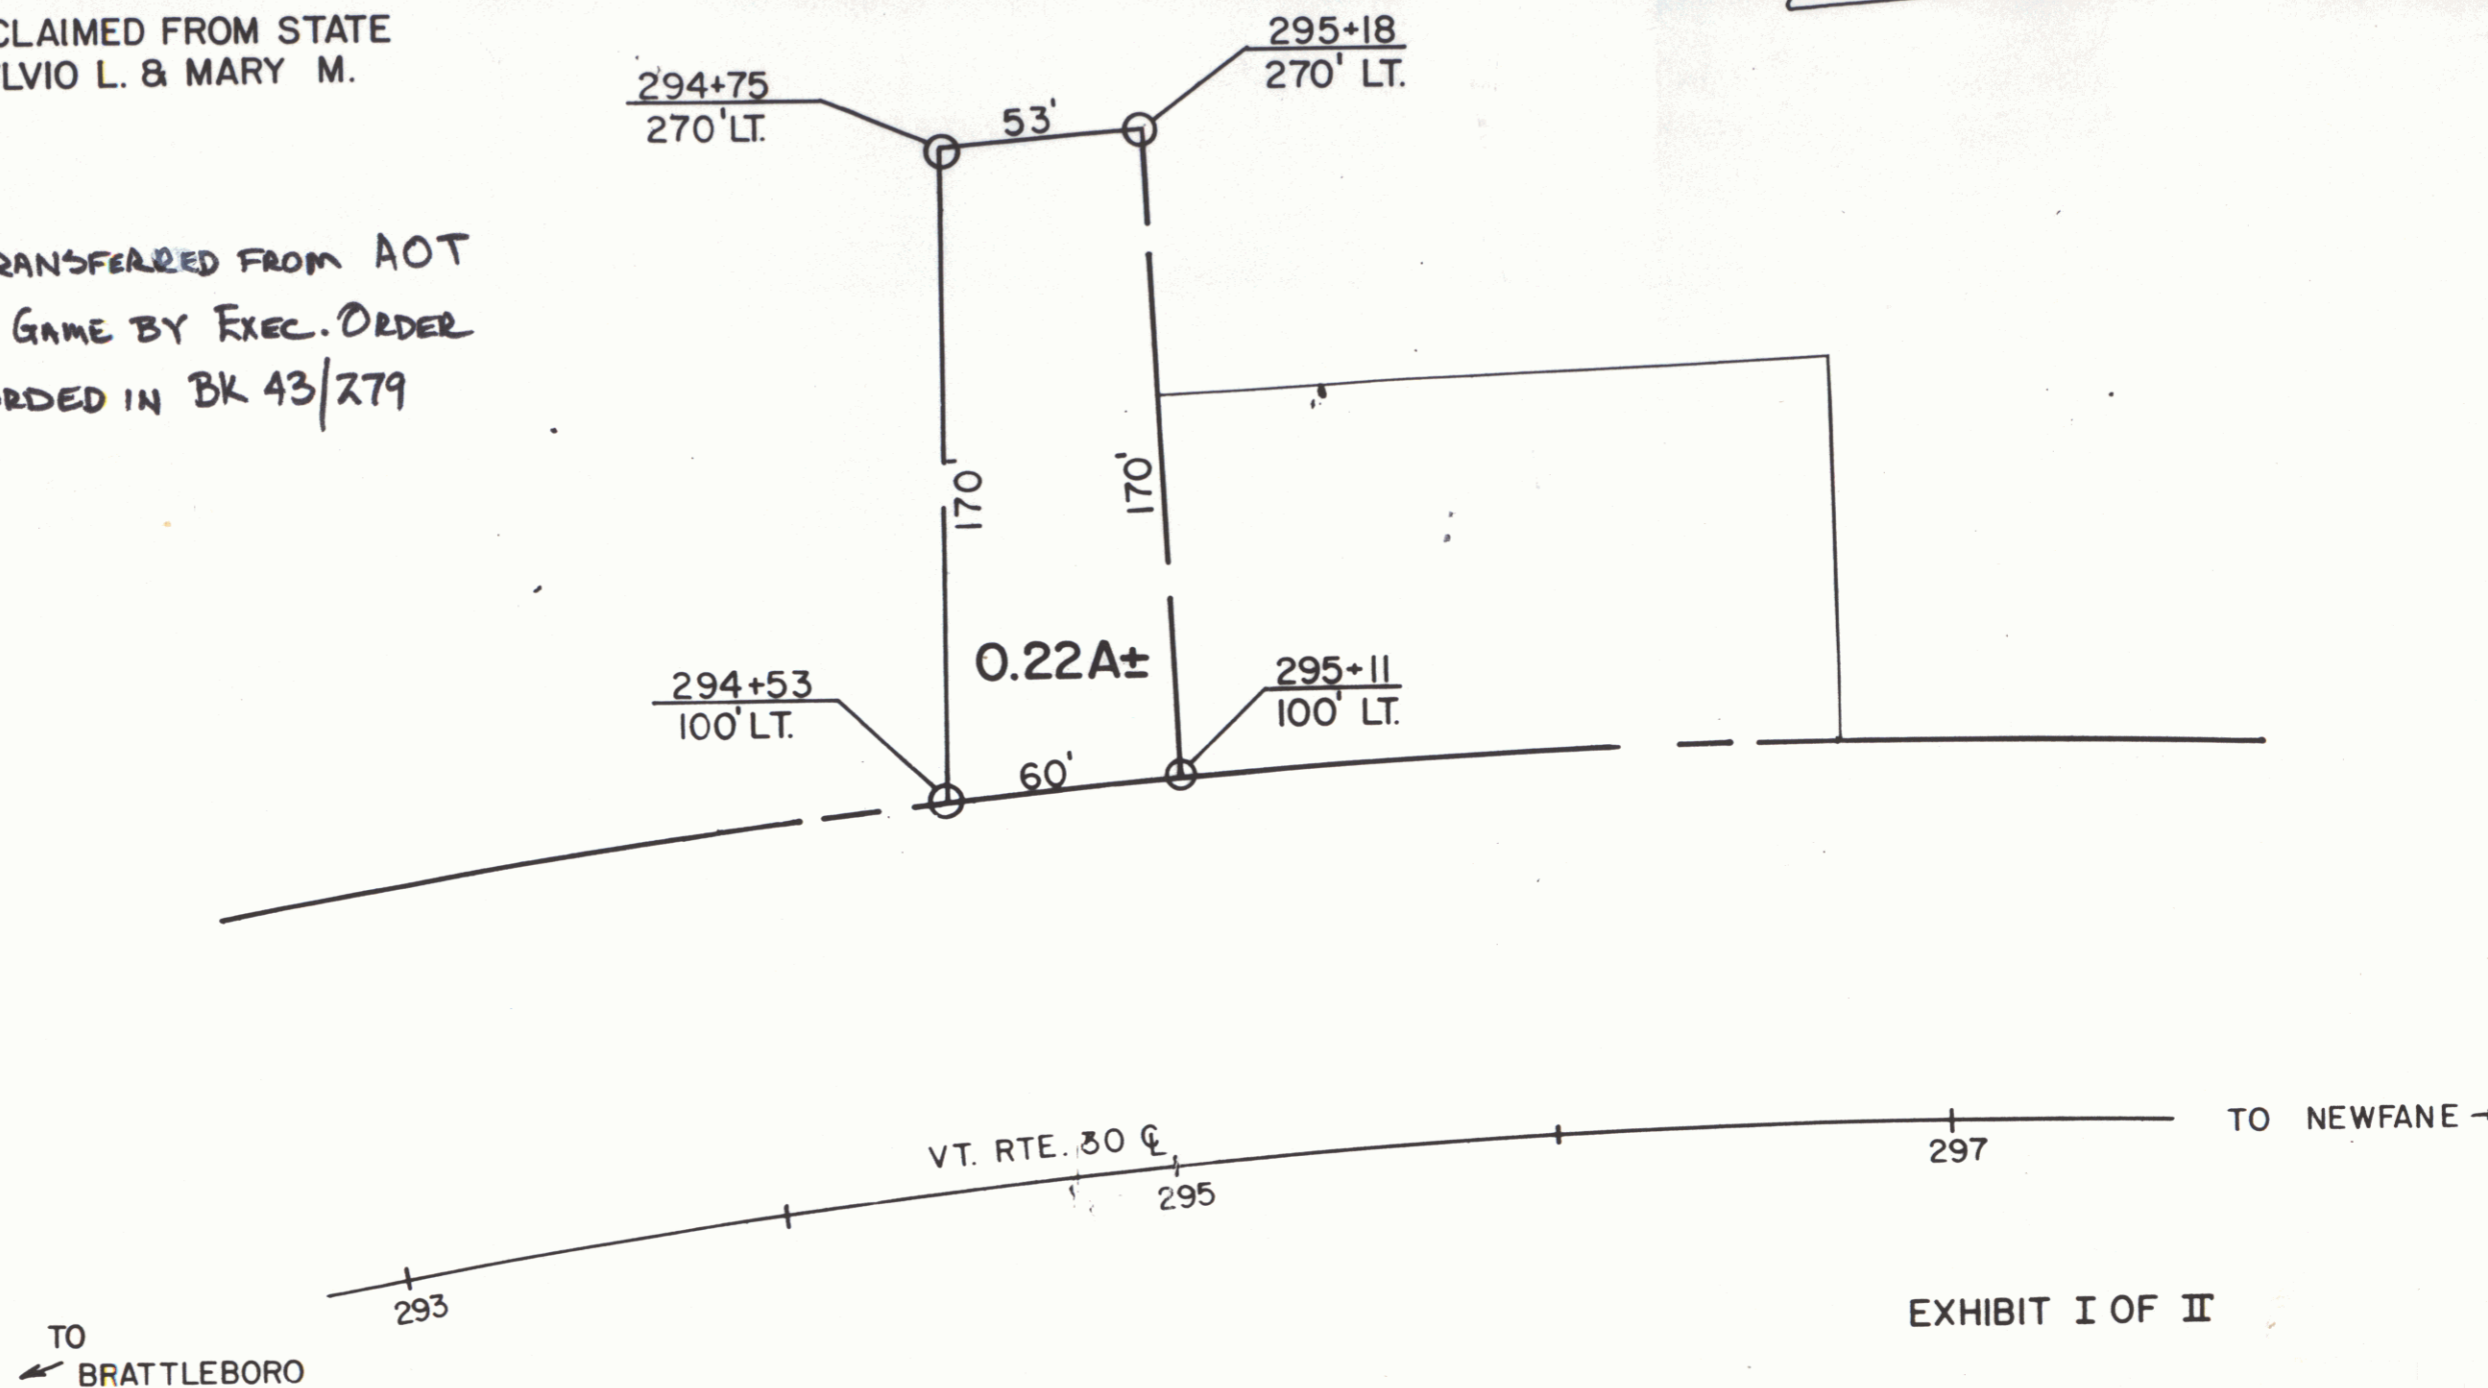 CLAIMED FROM STATE
LVIO L. & MARY M.
RANSFERRED FROM AOT
GAME BY EXEC. ORDER
RDED IN BK 43/279
294+75
270' LT.
53'
295+18
270' LT.
170'
170'
0.22A±
294+53
100' LT.
295+11
100' LT.
60'
VT. RTE. 30 ℄
293
295
297
TO NEWFANE
TO
BRATTLEBORO
EXHIBIT I OF II